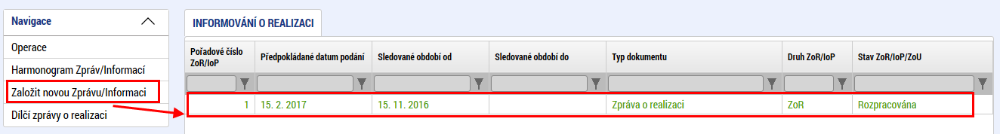 Navigace
Operace
Harmonogram Zpráv/Informací
Založit novou Zprávu/Informaci
Dílčí zprávy o realizaci
INFORMOVÁNÍ O REALIZACI
Pořadové číslo ZoR/IoP Předpokládané datum podání Sledované období od Sledované období do Typ dokumentu Druh ZoR/IoP Stav ZoR/IoP/ZoU
1 15. 2. 2017 15. 11. 2016 Zpráva o realizaci ZoR Rozpracována